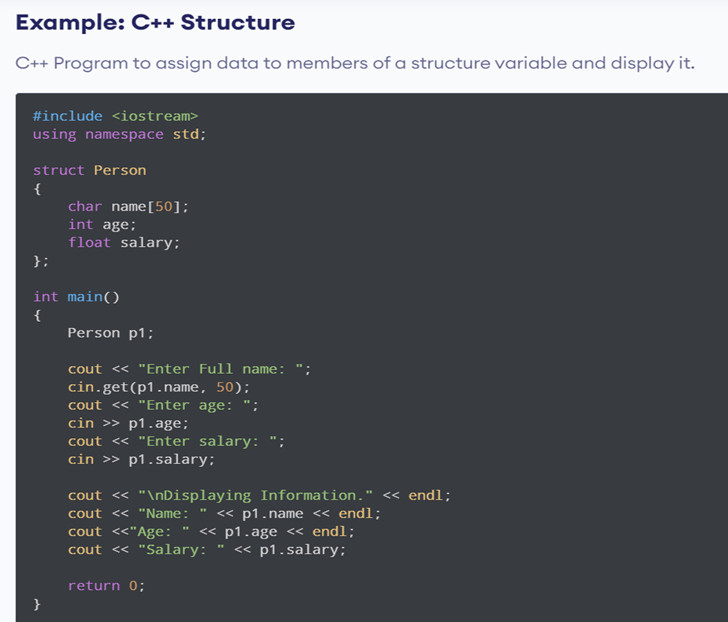 Example: C++ Structure
C++ Program to assign data to members of a structure variable and display it.
#include <iostream>
using namespace std;
struct Person
{
    char name[50];
    int age;
    float salary;
};
int main()
{
    Person p1;
    cout << "Enter Full name: ";
    cin.get(p1.name, 50);
    cout << "Enter age: ";
    cin >> p1.age;
    cout << "Enter salary: ";
    cin >> p1.salary;
    cout << "\nDisplaying Information." << endl;
    cout << "Name: " << p1.name << endl;
    cout <<"Age: " << p1.age << endl;
    cout << "Salary: " << p1.salary;
    return 0;
}